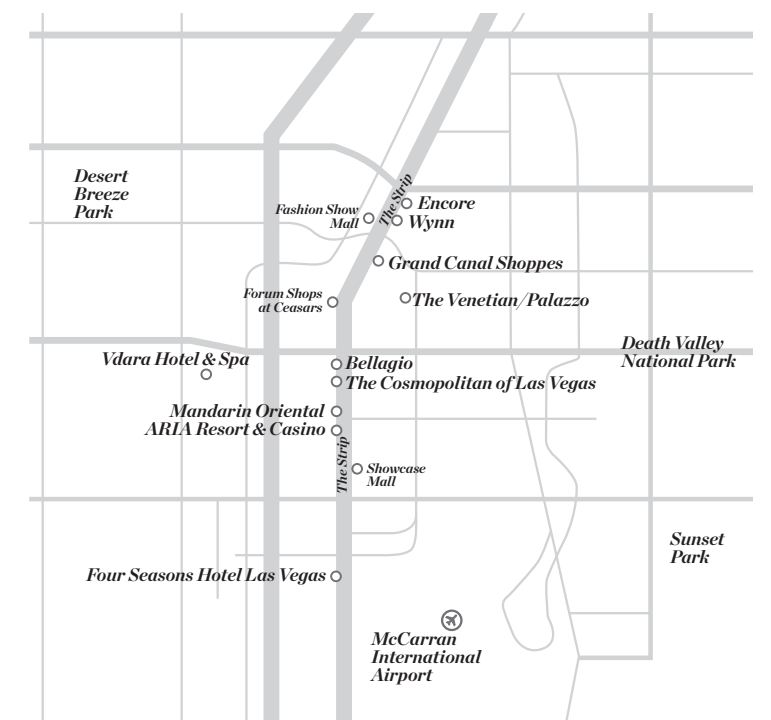 Desert
Breeze
Park
The Strip
Encore
Fashion Show
Mall
Wynn
Grand Canal Shoppes
Forum Shops
at Ceasars
The Venetian/Palazzo
Death Valley
National Park
Vdara Hotel & Spa
Bellagio
The Cosmopolitan of Las Vegas
Mandarin Oriental
ARIA Resort & Casino
The Strip
Showcase
Mall
Sunset
Park
Four Seasons Hotel Las Vegas
McCarran
International
Airport